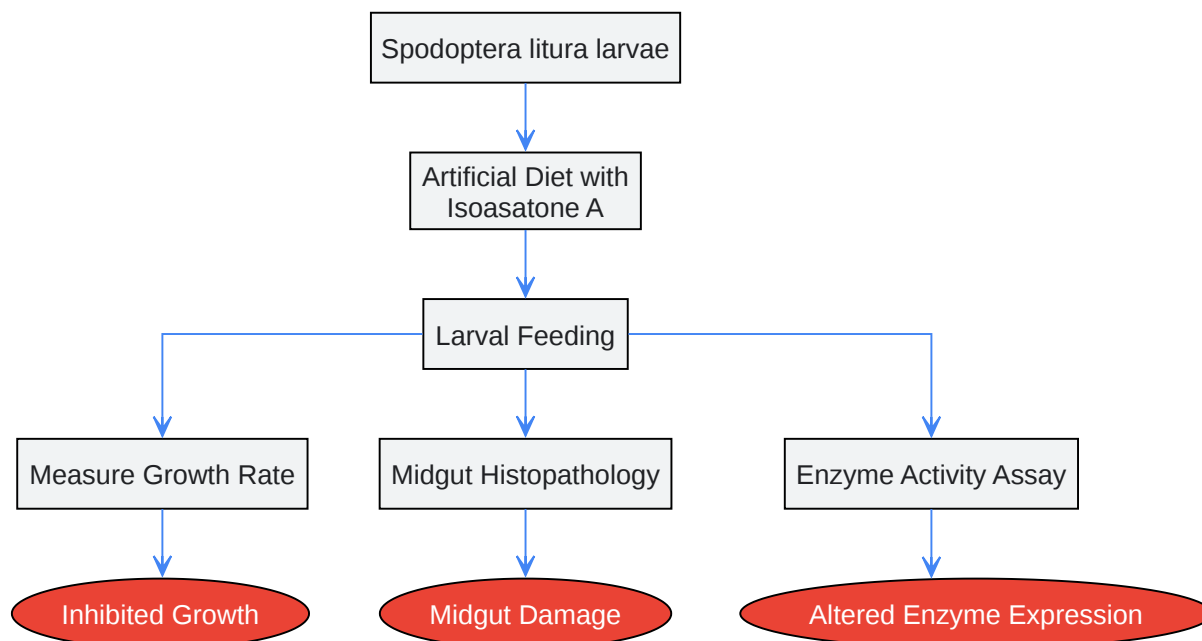 Spodoptera litura larvae
Artificial Diet with
Isoasatone A
Larval Feeding
Measure Growth Rate
Midgut Histopathology
Enzyme Activity Assay
Inhibited Growth
Midgut Damage
Altered Enzyme Expression